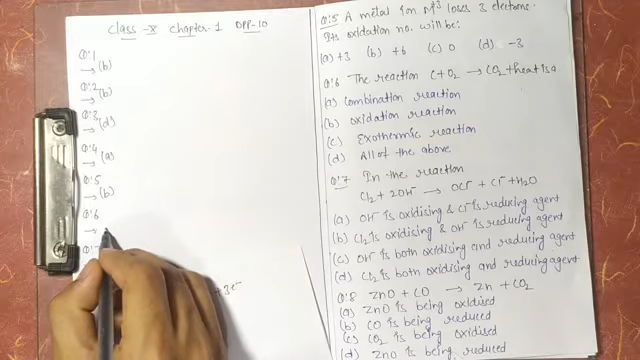 Class -X Chapter-1 DPP-10
Q.1
→ (b)
Q.2
→ (b)
Q.3
→ (d)
Q.4
→ (a)
Q.5
→ (b)
Q.6
→
Q.7
+3e⁻
Q.5 A metal ion M⁺³ loses 3 electrons.
Its oxidation no. will be:
(a) +3 (b) +6 (c) 0 (d) -3
Q.6 The reaction C+O₂ → CO₂+heat is a
(a) Combination reaction
(b) oxidation reaction
(c) Exothermic reaction
(d) All of the above
Q.7 In the reaction
Cl₂ + 2OH⁻ → OCl⁻ + Cl⁻ + H₂O
(a) OH⁻ is oxidising & Cl⁻ is reducing agent
(b) Cl₂ is oxidising & OH⁻ is reducing agent
(c) OH⁻ is both oxidising and reducing agent
(d) Cl₂ is both oxidising and reducing agent
Q.8 ZnO + CO → Zn + CO₂
(a) ZnO is being oxidised
(b) CO is being reduced
(c) CO₂ is being oxidised
(d) ZnO is being reduced